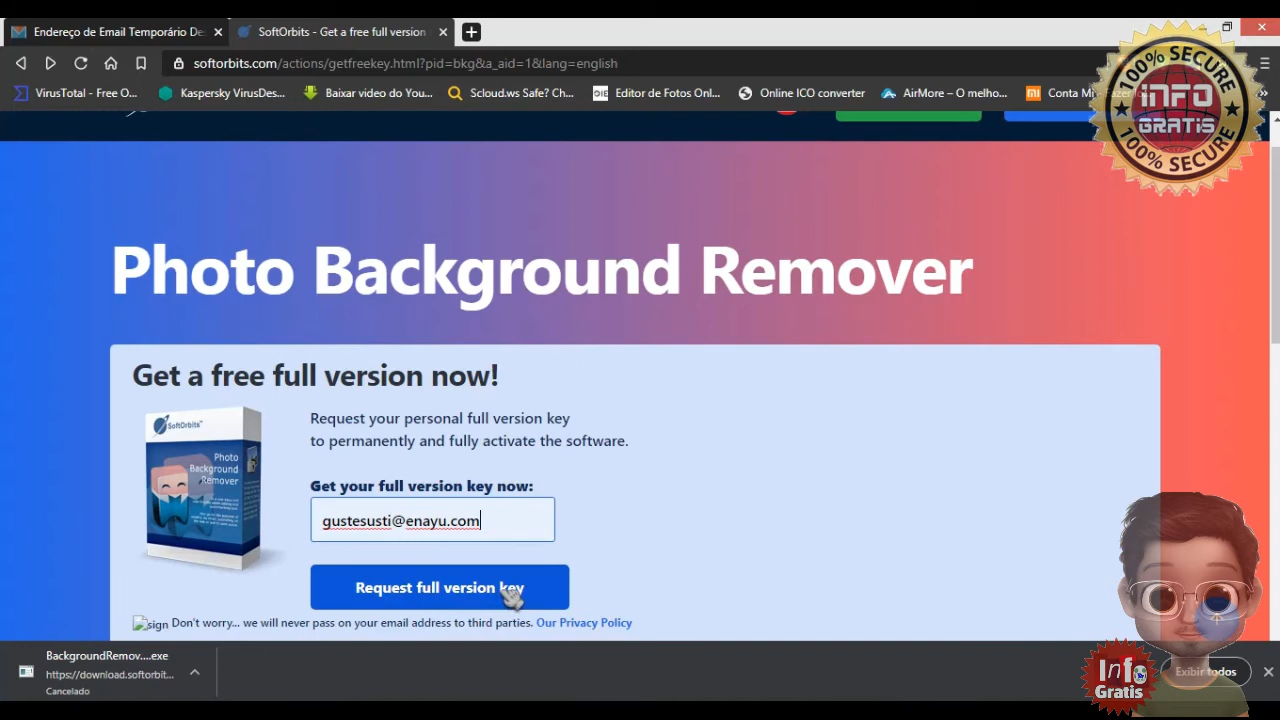 Endereço de Email Temporário De
SoftOrbits - Get a free full version
softorbits.com/actions/getfreekey.html?pid=bkg&a_aid=1&lang=english
VirusTotal - Free O...
Kaspersky VirusDes...
Baixar video do You...
Scloud.ws Safe? Ch...
Editor de Fotos Onl...
Online ICO converter
AirMore – O melho...
Conta Mi - Fazer lo
100% SECURE
INFO
GRATIS
100% SECURE
Photo Background Remover
Get a free full version now!
SoftOrbits™
Photo
Background
Remover
Request your personal full version key
to permanently and fully activate the software.
Get your full version key now:
gustesusti@enayu.com
Request full version key
sign Don't worry... we will never pass on your email address to third parties. Our Privacy Policy
BackgroundRemov....exe
https://download.softorbit...
Cancelado
Info
Gratis
Exibir todos